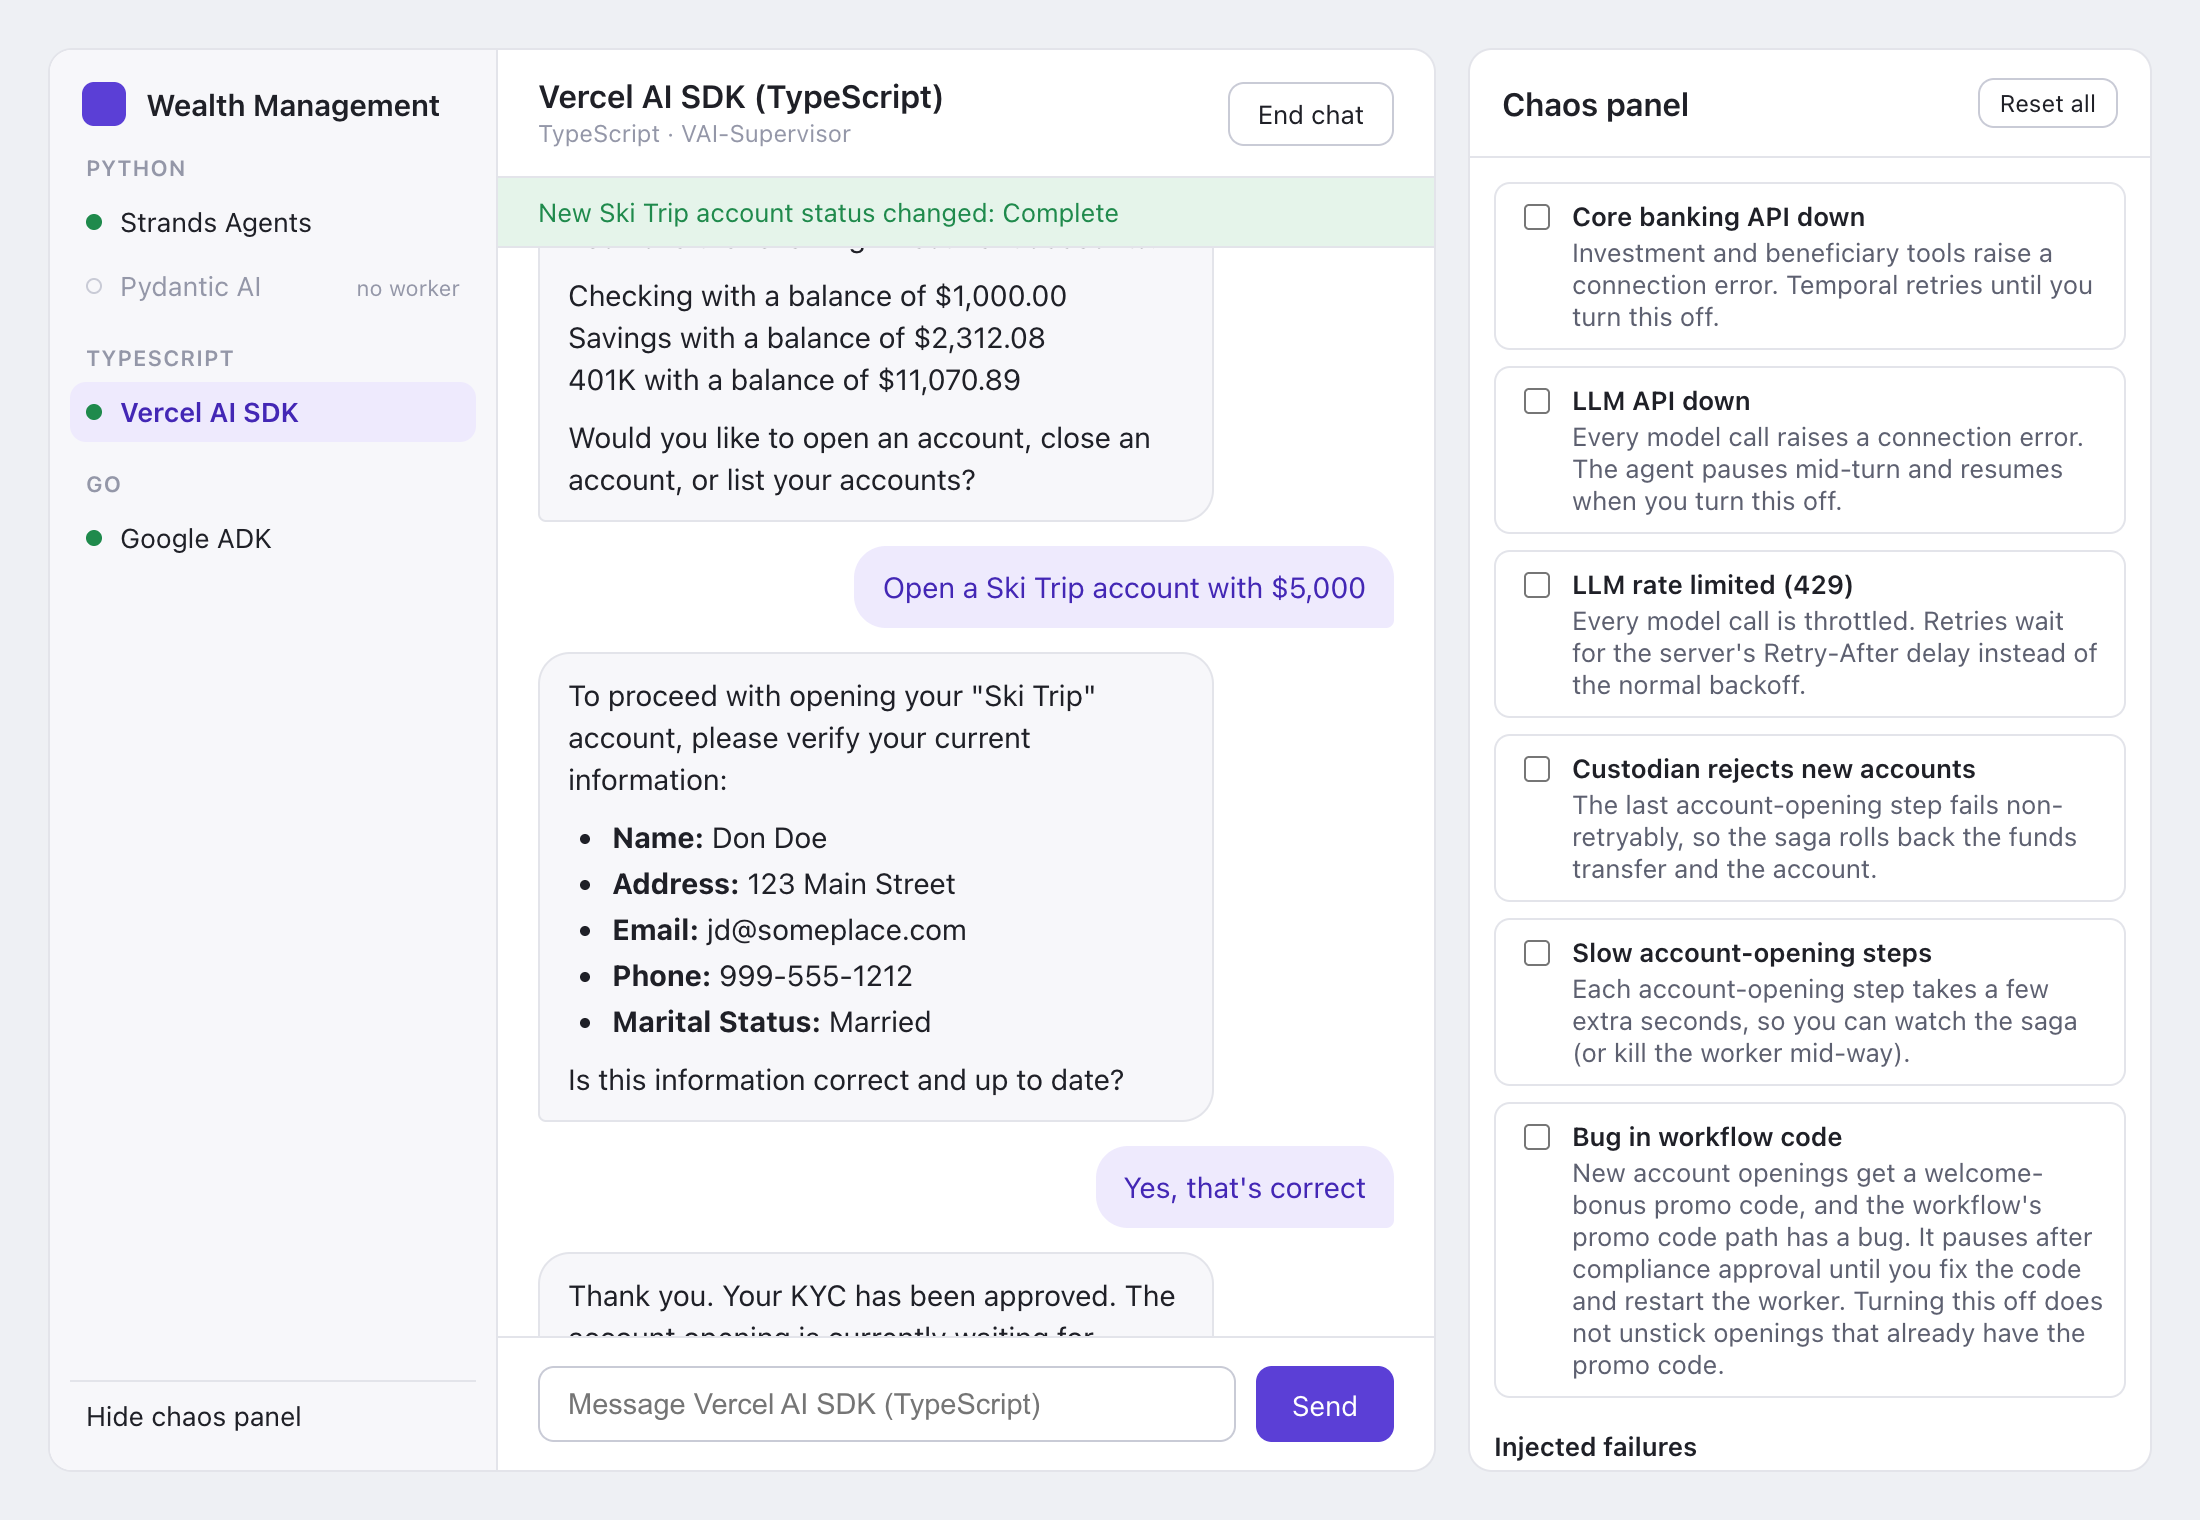 Wealth Management
PYTHON
Strands Agents
Pydantic AI
no worker
TYPESCRIPT
Vercel AI SDK
GO
Google ADK
Hide chaos panel
Vercel AI SDK (TypeScript)
TypeScript · VAI-Supervisor
End chat
New Ski Trip account status changed: Complete
Checking with a balance of $1,000.00
Savings with a balance of $2,312.08
401K with a balance of $11,070.89
Would you like to open an account, close an
account, or list your accounts?
Open a Ski Trip account with $5,000
To proceed with opening your "Ski Trip"
account, please verify your current
information:
• Name: Don Doe
• Address: 123 Main Street
• Email: jd@someplace.com
• Phone: 999-555-1212
• Marital Status: Married
Is this information correct and up to date?
Yes, that's correct
Thank you. Your KYC has been approved. The
account opening is currently waiting for
Message Vercel AI SDK (TypeScript)
Send
Chaos panel
Reset all
Core banking API down
Investment and beneficiary tools raise a
connection error. Temporal retries until you
turn this off.
LLM API down
Every model call raises a connection error.
The agent pauses mid-turn and resumes
when you turn this off.
LLM rate limited (429)
Every model call is throttled. Retries wait
for the server's Retry-After delay instead of
the normal backoff.
Custodian rejects new accounts
The last account-opening step fails non-
retryably, so the saga rolls back the funds
transfer and the account.
Slow account-opening steps
Each account-opening step takes a few
extra seconds, so you can watch the saga
(or kill the worker mid-way).
Bug in workflow code
New account openings get a welcome-
bonus promo code, and the workflow's
promo code path has a bug. It pauses after
compliance approval until you fix the code
and restart the worker. Turning this off does
not unstick openings that already have the
promo code.
Injected failures